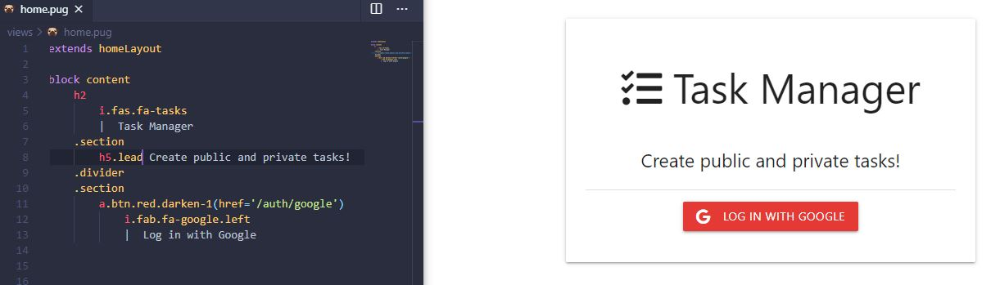 home.pug
views > home.pug
1 extends homeLayout
2
3 block content
4 h2
5 i.fas.fa-tasks
6 | Task Manager
7 .section
8 h5.lead Create public and private tasks!
9 .divider
10 .section
11 a.btn.red.darken-1(href='/auth/google')
12 i.fab.fa-google.left
13 | Log in with Google
14
15
16
Task Manager
Create public and private tasks!
G LOG IN WITH GOOGLE